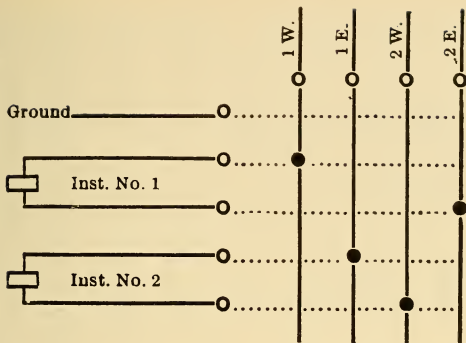 1 W.
1 E.
2 W.
2 E.
Ground
Inst. No. 1
Inst. No. 2